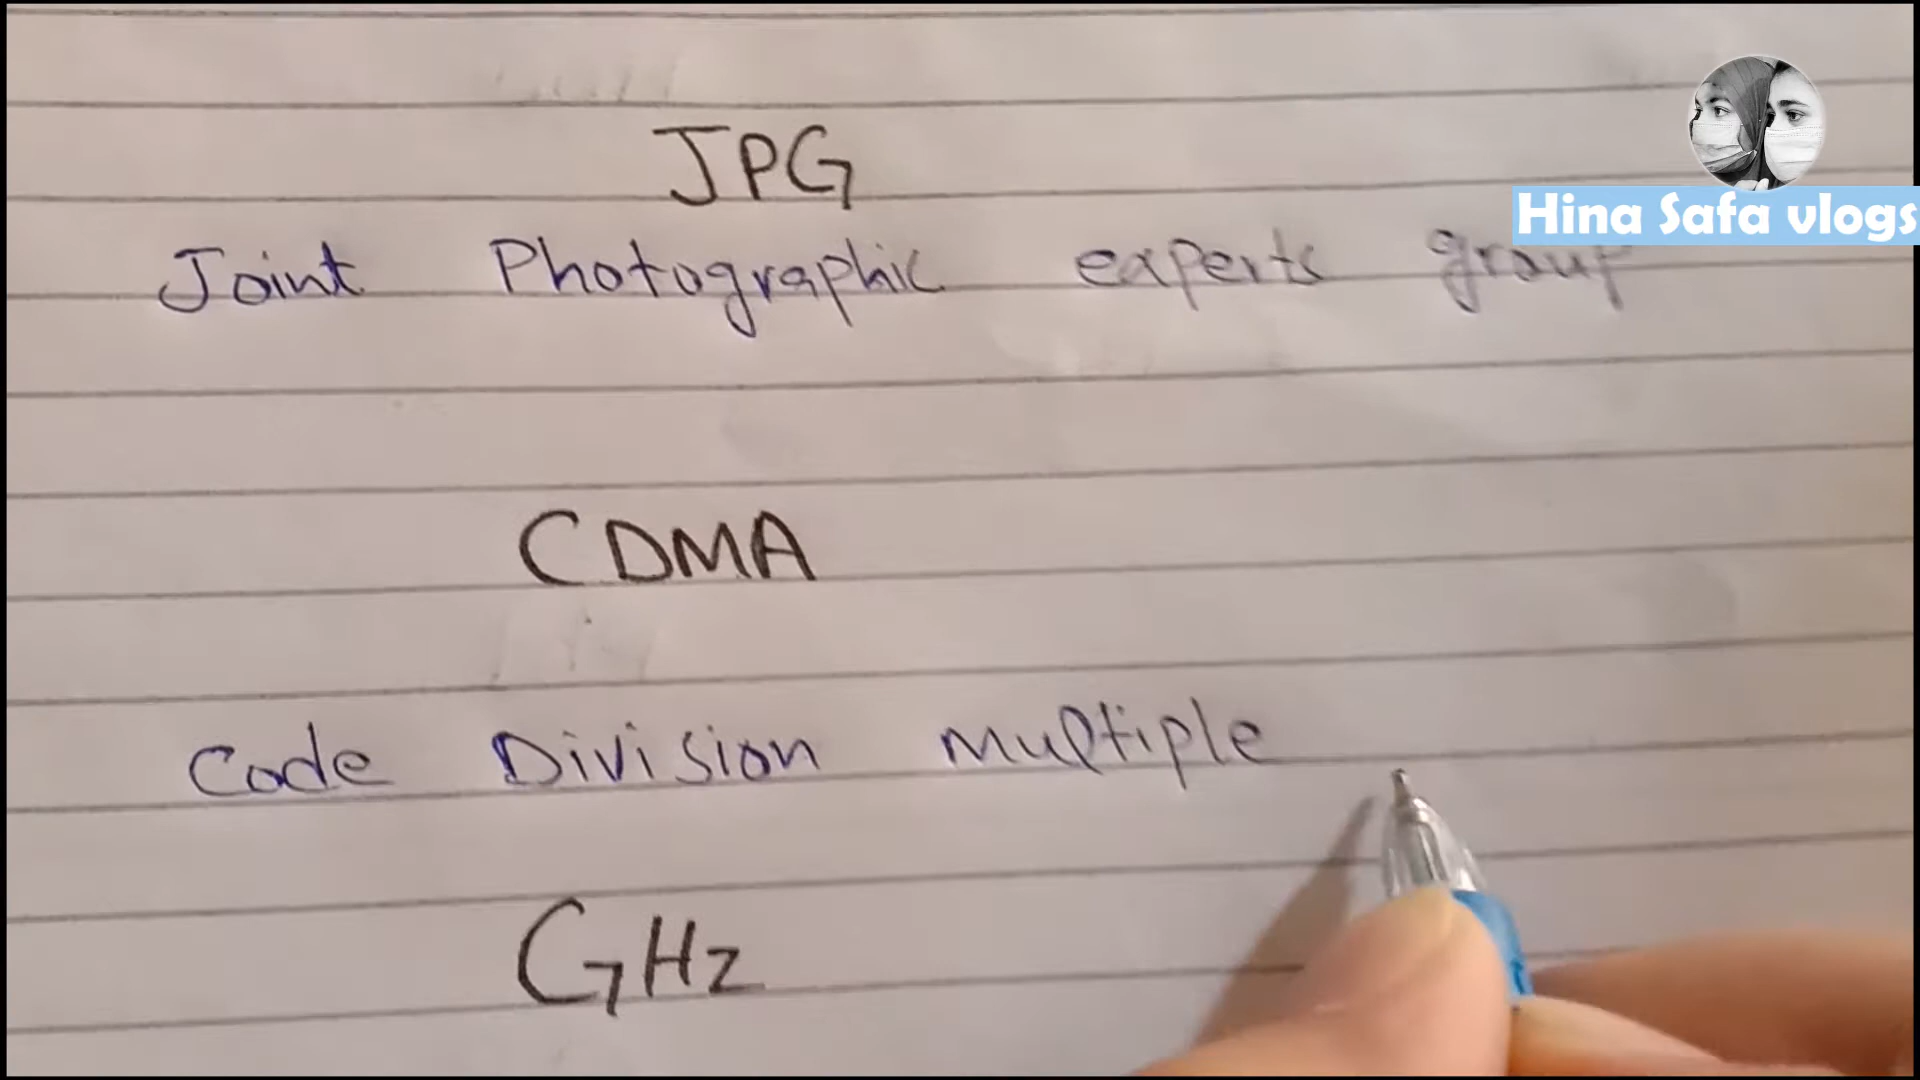 JPG
Hina Safa vlogs
Joint Photographic experts group
CDMA
Code Division Multiple
GHz